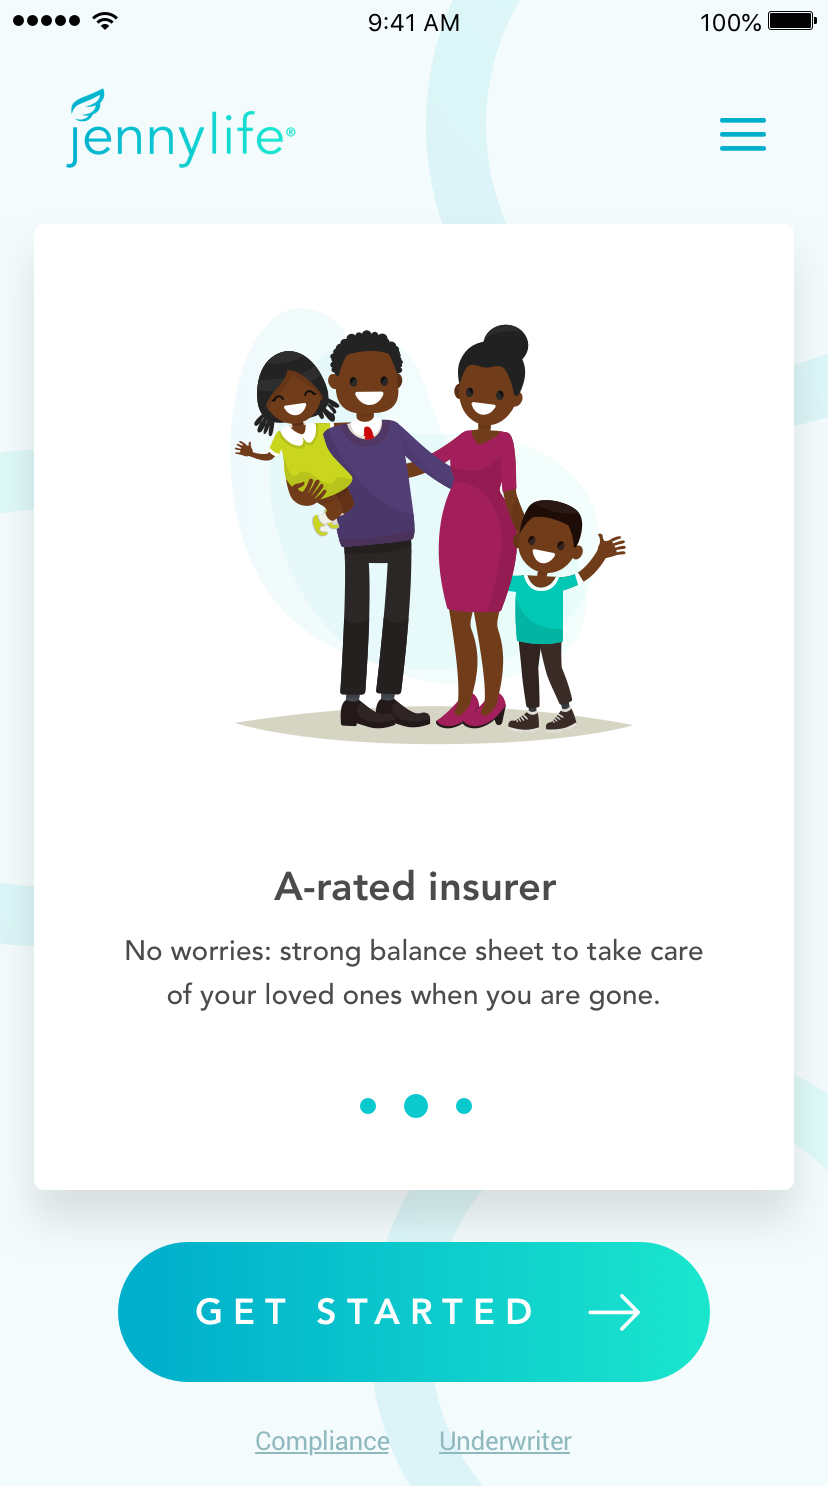 9:41 AM
100%
jennylife®
A-rated insurer
No worries: strong balance sheet to take care
of your loved ones when you are gone.
GET STARTED
Compliance
Underwriter